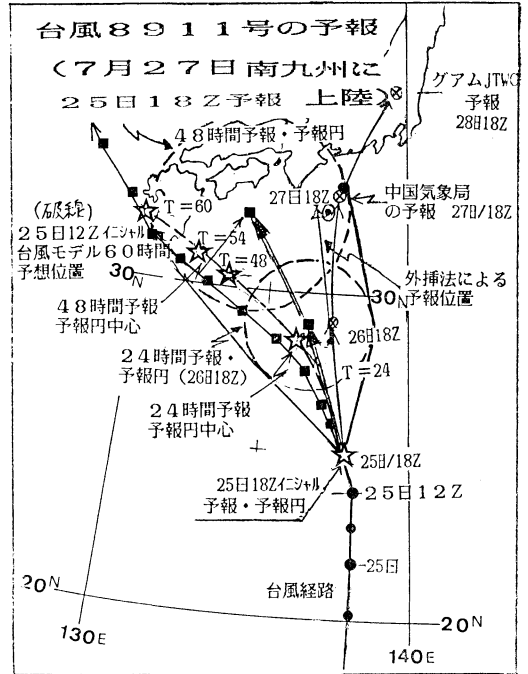 台風８９１１号の予報
(７月２７日南九州に
２５日１８Z予報 上陸)
グアムJTWC
予報
28日18Z
４８時間予報・予報円
27日18Z
中国気象局
の予報 27日/18Z
(破線)
２５日１２Zイニシャル
台風モデル６０時間
予想位置
T＝60
T＝54
T＝48
30N
30N
外挿法による
予報位置
４８時間予報
予報円中心
26日18Z
２４時間予報・
予報円(26日18Z)
T＝24
２４時間予報
予報円中心
25日/18Z
25日18Zイニシャル
予報・予報円
25日12Z
25日
台風経路
20N
20N
130E
140E